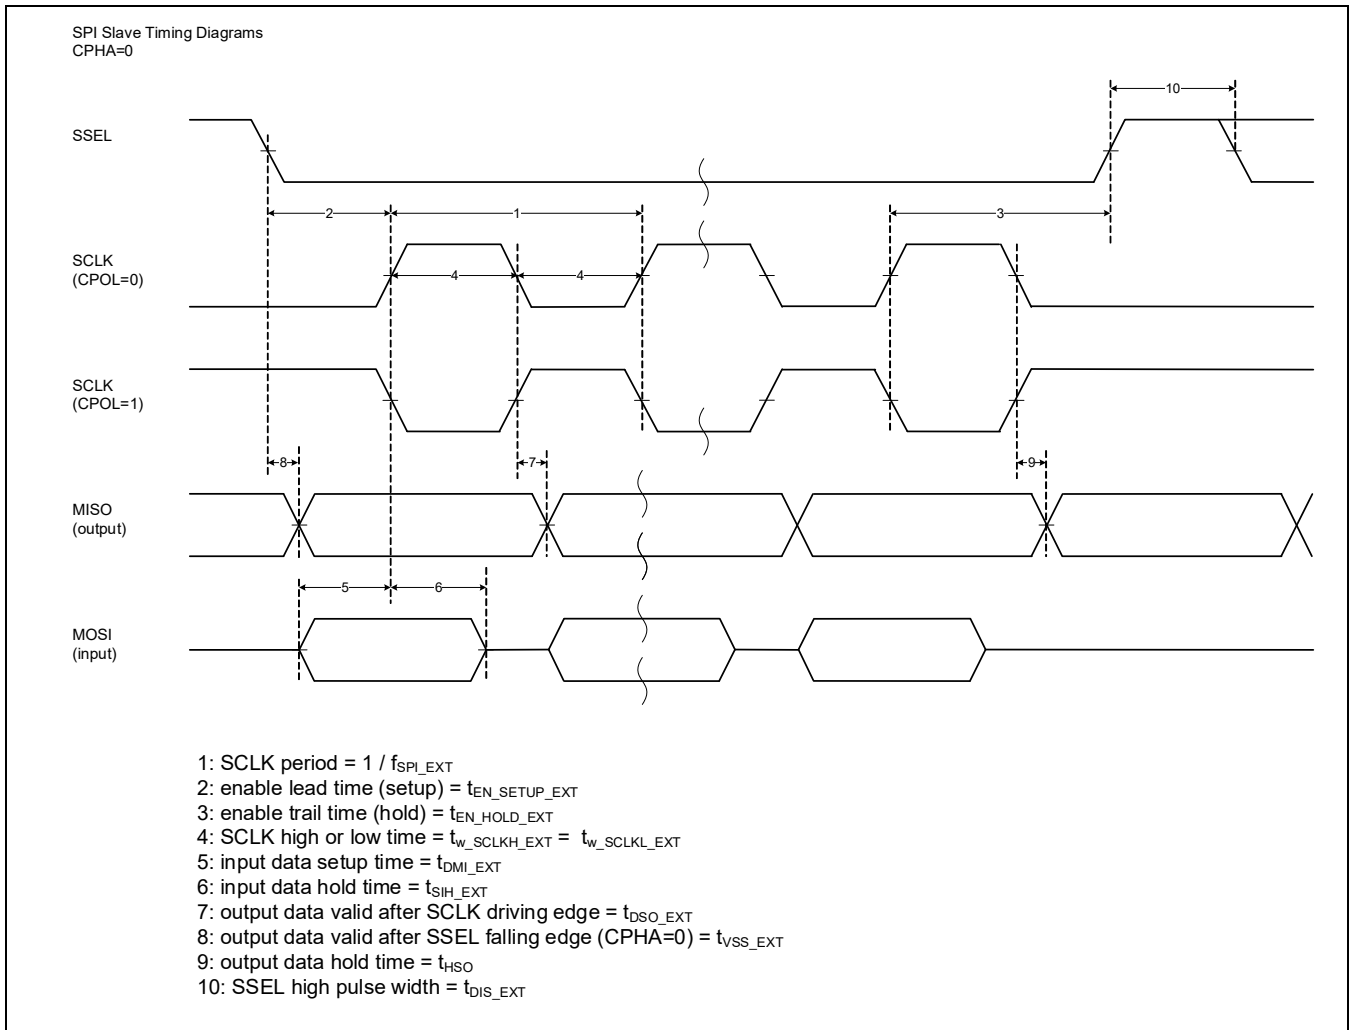 SPI Slave Timing Diagrams
CPHA=0
10
SSEL
2
1
3
SCLK
(CPOL=0)
4
4
SCLK
(CPOL=1)
8
7
9
MISO
(output)
5
6
MOSI
(input)
1: SCLK period = 1 / fSPI_EXT
2: enable lead time (setup) = tEN_SETUP_EXT
3: enable trail time (hold) = tEN_HOLD_EXT
4: SCLK high or low time = tw_SCLKH_EXT = tw_SCLKL_EXT
5: input data setup time = tDMI_EXT
6: input data hold time = tSIH_EXT
7: output data valid after SCLK driving edge = tDSO_EXT
8: output data valid after SSEL falling edge (CPHA=0) = tVSS_EXT
9: output data hold time = tHSO
10: SSEL high pulse width = tDIS_EXT